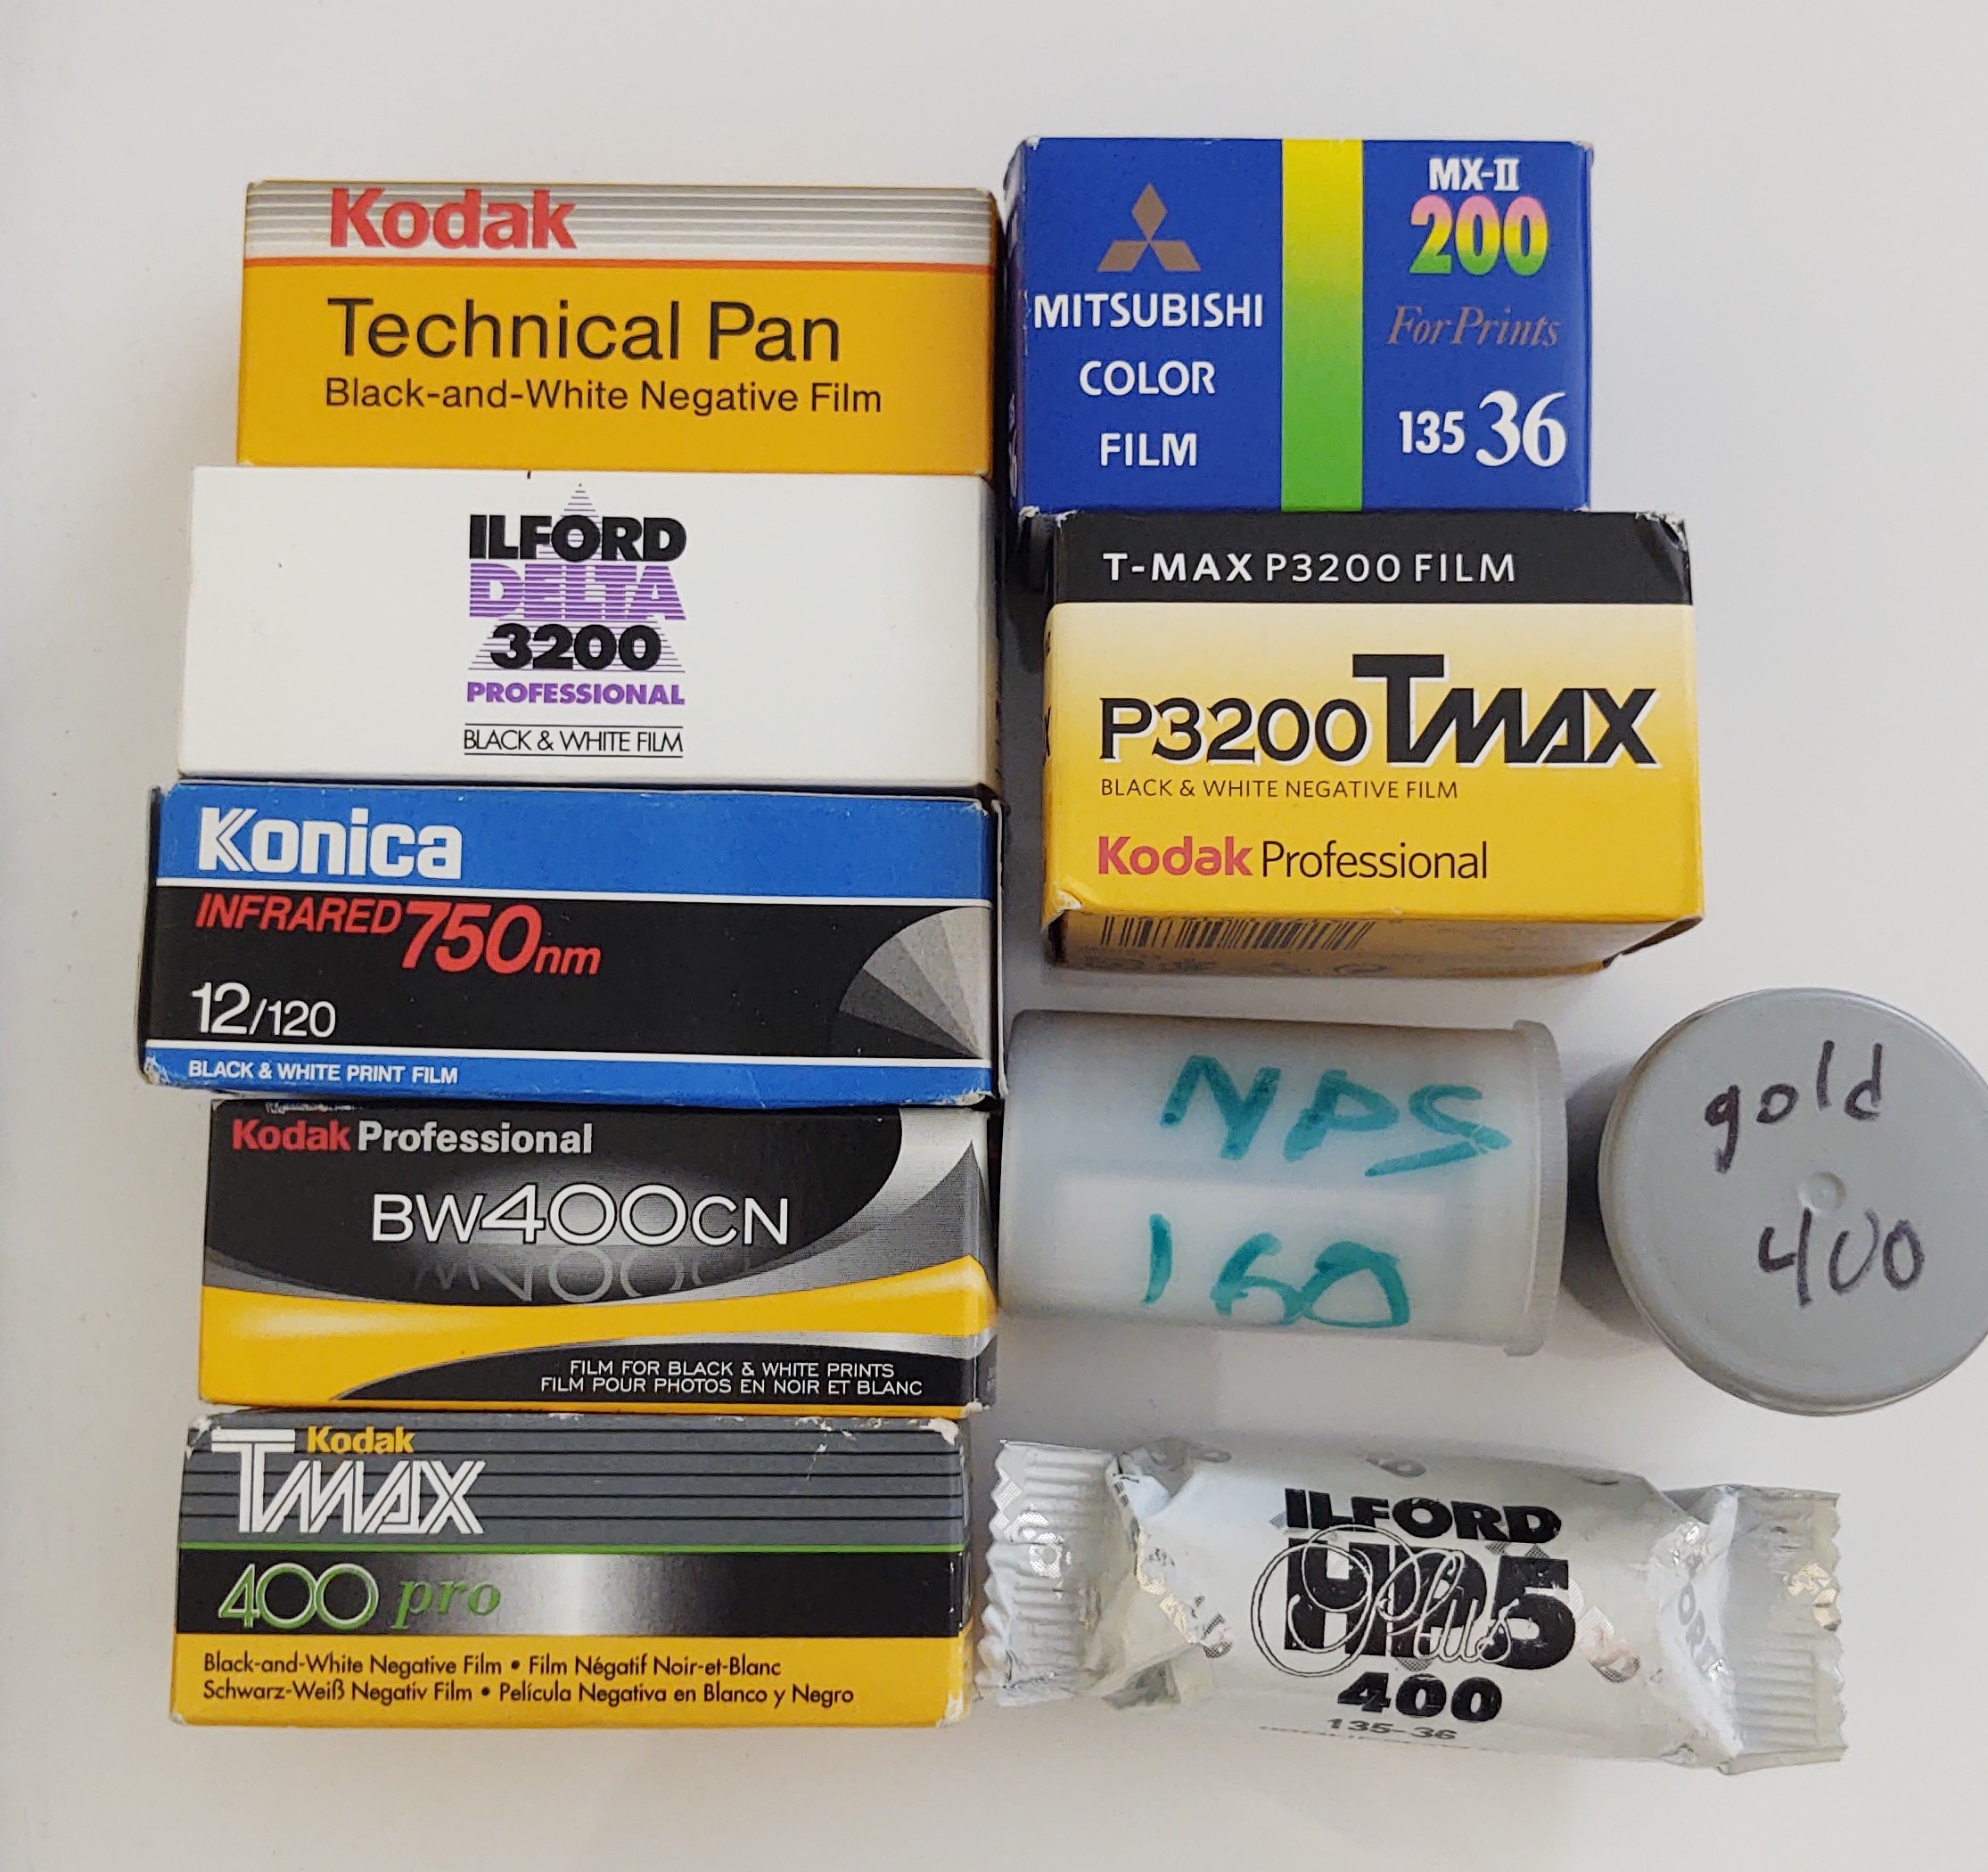 Kodak
Technical Pan
Black-and-White Negative Film
ILFORD
DELTA
3200
PROFESSIONAL
BLACK & WHITE FILM
Konica
INFRARED 750nm
12/120
BLACK & WHITE PRINT FILM
Kodak Professional
BW400CN
FILM FOR BLACK & WHITE PRINTS
FILM POUR PHOTOS EN NOIR ET BLANC
Kodak
TMAX
400 pro
Black-and-White Negative Film • Film Négatif Noir-et-Blanc
Schwarz-Weiß Negativ Film • Película Negativa en Blanco y Negro
MITSUBISHI
COLOR
FILM
MX-II
200
For Prints
135 36
T-MAX P3200 FILM
P3200 TMAX
BLACK & WHITE NEGATIVE FILM
Kodak Professional
NPS
160
gold
400
ILFORD
HP5
Plus
400
135-36